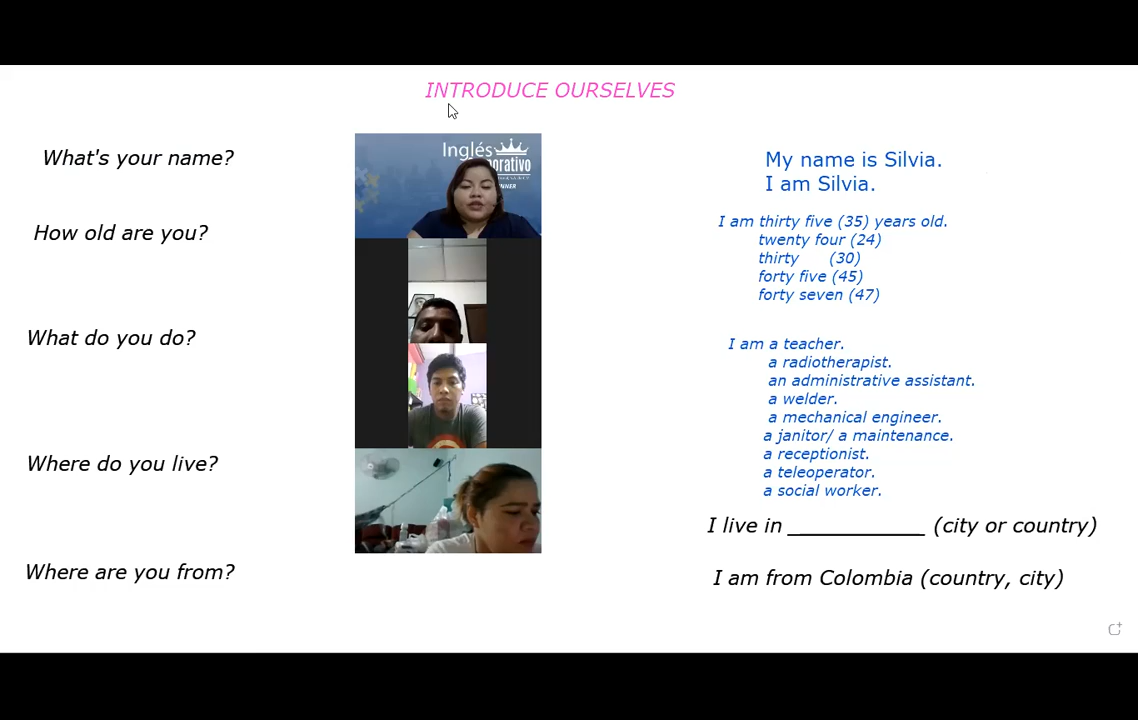 INTRODUCE OURSELVES
What's your name?
How old are you?
What do you do?
Where do you live?
Where are you from?
Inglés
orativo
My name is Silvia.
I am Silvia.
I am thirty five (35) years old.
twenty four (24)
thirty (30)
forty five (45)
forty seven (47)
I am a teacher.
a radiotherapist.
an administrative assistant.
a welder.
a mechanical engineer.
a janitor/ a maintenance.
a receptionist.
a teleoperator.
a social worker.
I live in ____________ (city or country)
I am from Colombia (country, city)